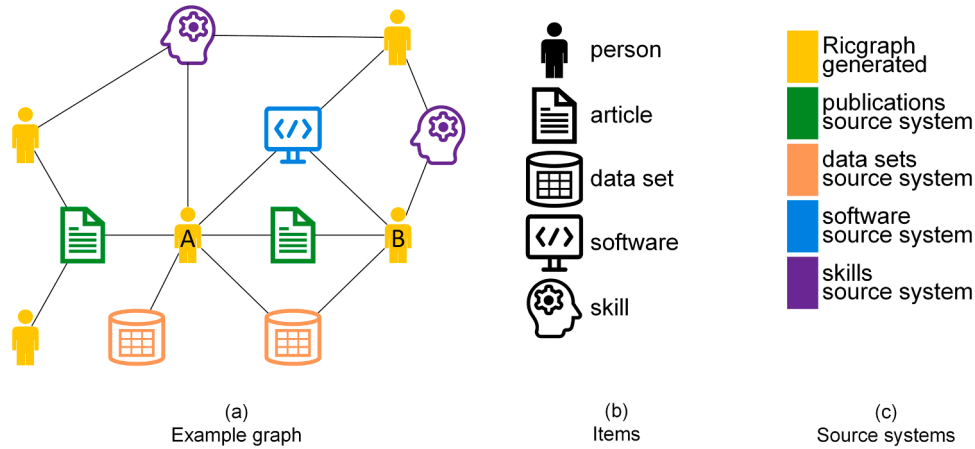 A
B
(a)
Example graph
person
article
data set
software
skill
(b)
Items
Ricgraph
generated
publications
source system
data sets
source system
software
source system
skills
source system
(c)
Source systems